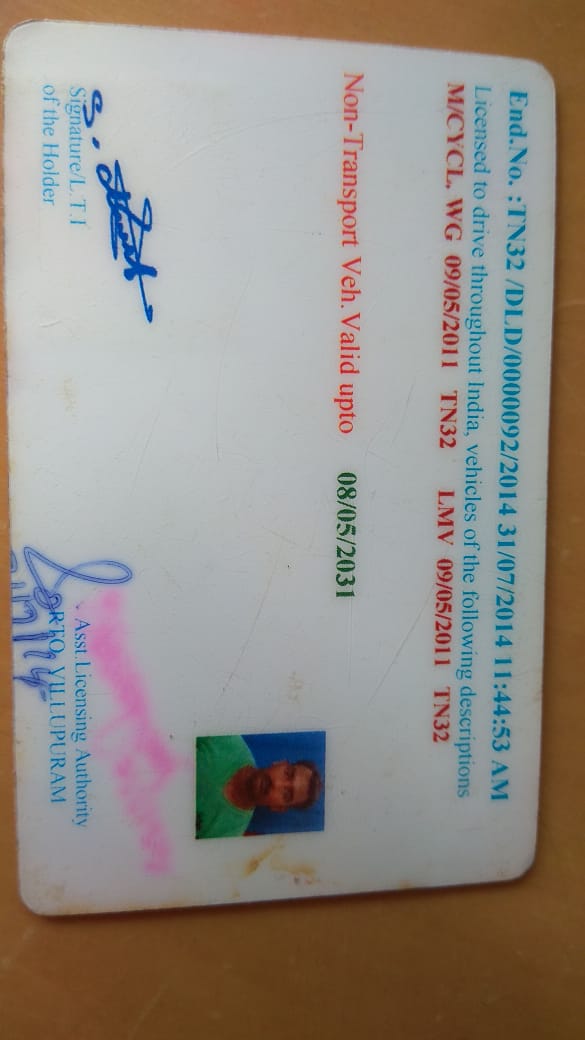 End.No. :TN32 /DLD/0000092/2014 31/07/2014 11:44:53 AM
Licensed to drive throughout India, vehicles of the following descriptions
M/CYCL. WG 09/05/2011 TN32 LMV 09/05/2011 TN32
Non-Transport Veh. Valid upto 08/05/2031
Signature/L.T.I
of the Holder
Asst.Licensing Authority
RTO, VILLUPURAM